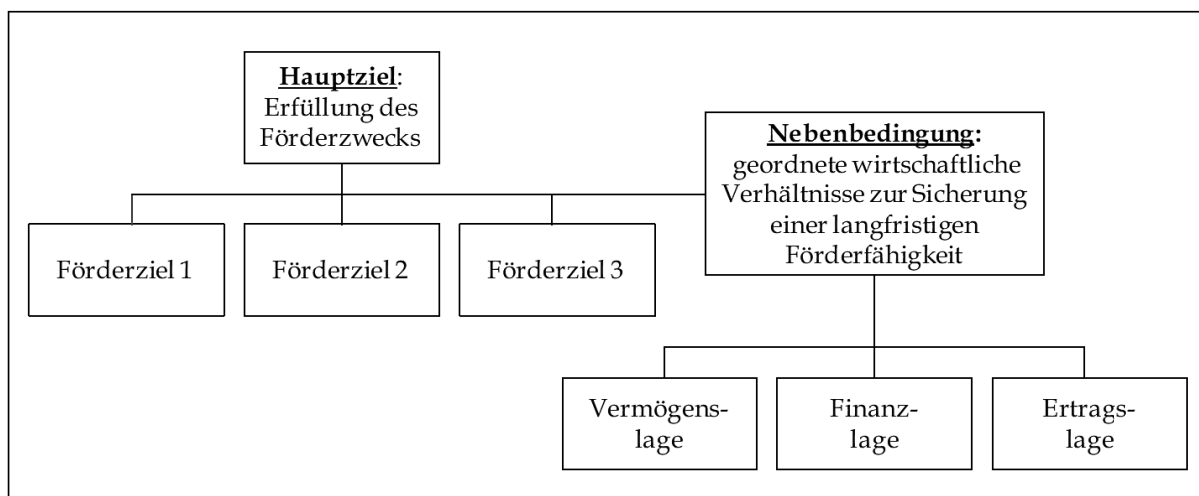 Hauptziel:
Erfüllung des
Förderzwecks
Nebenbedingung:
geordnete wirtschaftliche
Verhältnisse zur Sicherung
einer langfristigen
Förderfähigkeit
Förderziel 1
Förderziel 2
Förderziel 3
Vermögens-
lage
Finanz-
lage
Ertrags-
lage